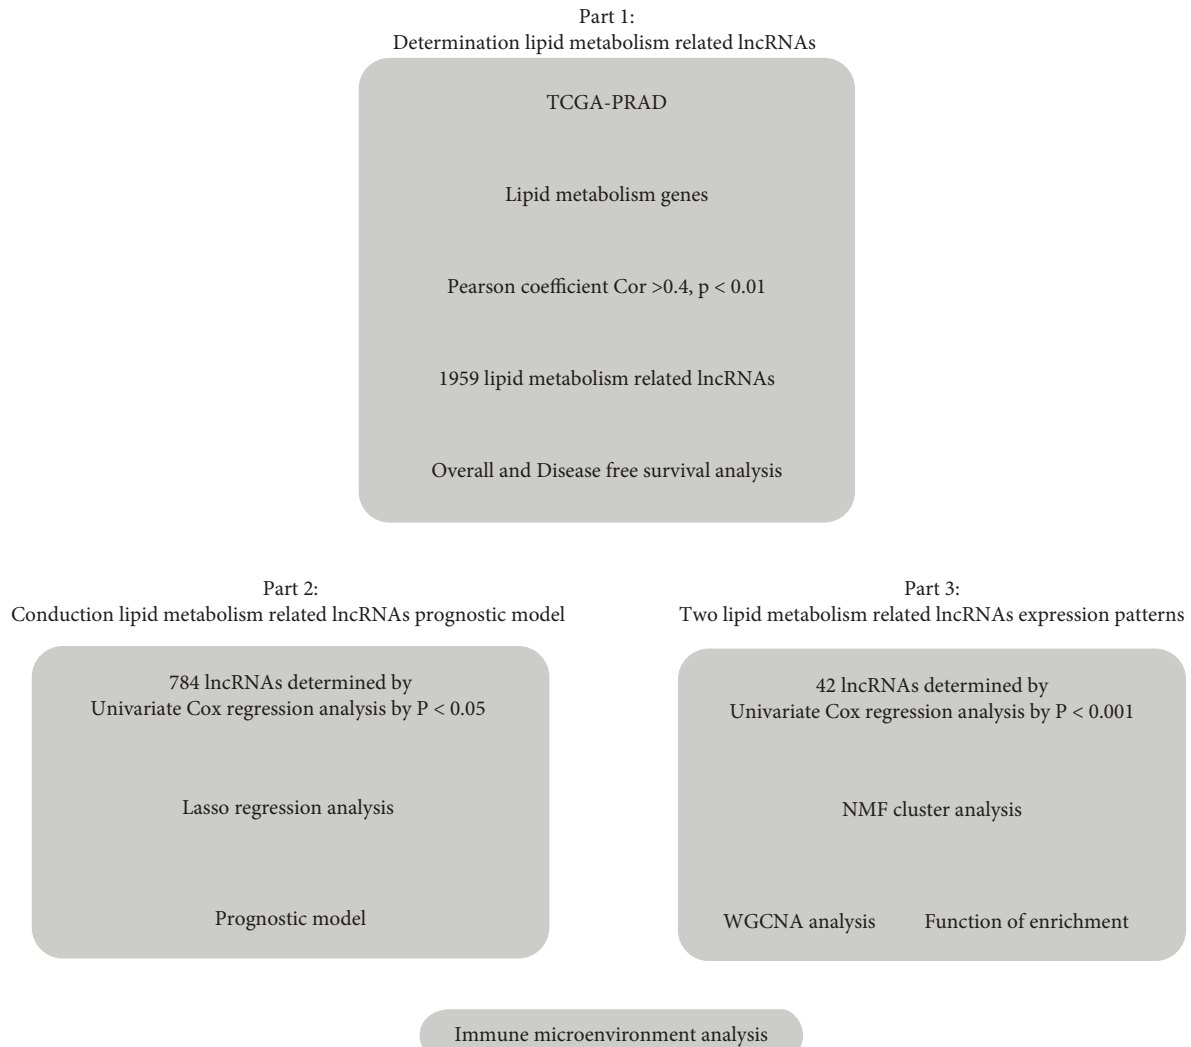 Part 1:
Determination lipid metabolism related lncRNAs
TCGA-PRAD
Lipid metabolism genes
Pearson coefficient Cor >0.4, p < 0.01
1959 lipid metabolism related lncRNAs
Overall and Disease free survival analysis
Part 2:
Conduction lipid metabolism related lncRNAs prognostic model
784 lncRNAs determined by
Univariate Cox regression analysis by P < 0.05
Lasso regression analysis
Prognostic model
Part 3:
Two lipid metabolism related lncRNAs expression patterns
42 lncRNAs determined by
Univariate Cox regression analysis by P < 0.001
NMF cluster analysis
WGCNA analysis Function of enrichment
Immune microenvironment analysis